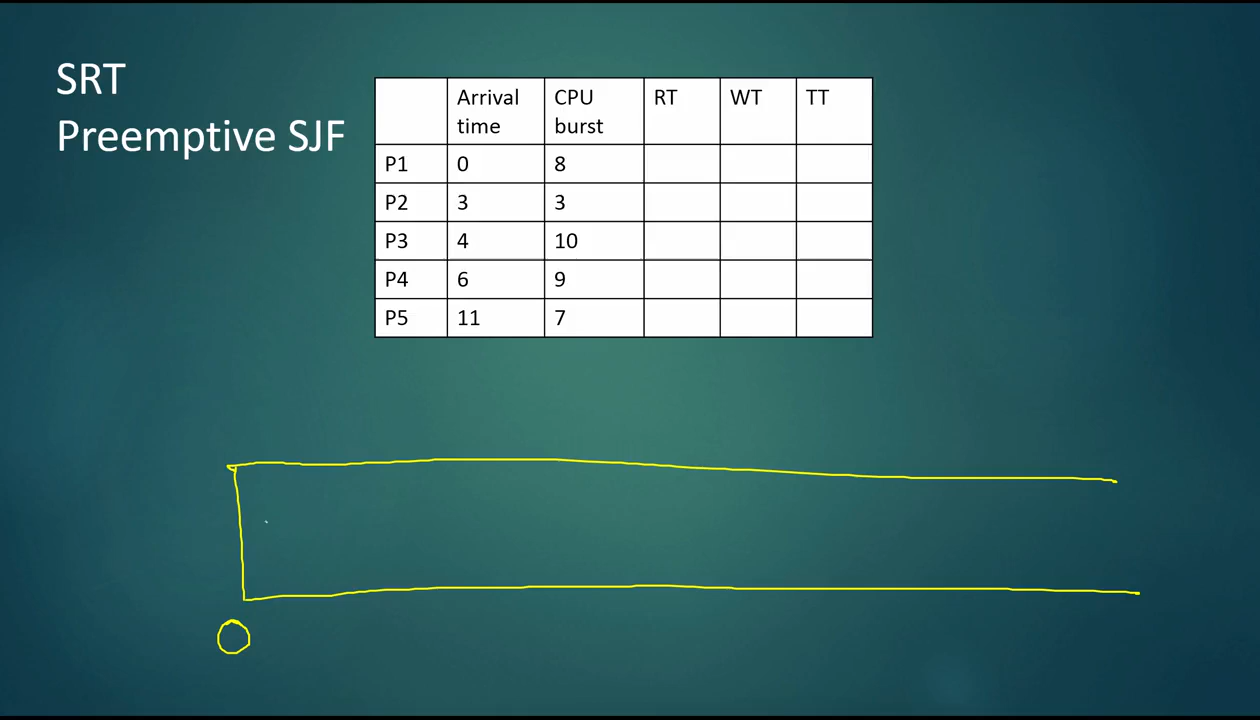 SRT
Preemptive SJF
Arrival time CPU burst RT WT TT
P1 0 8
P2 3 3
P3 4 10
P4 6 9
P5 11 7
0